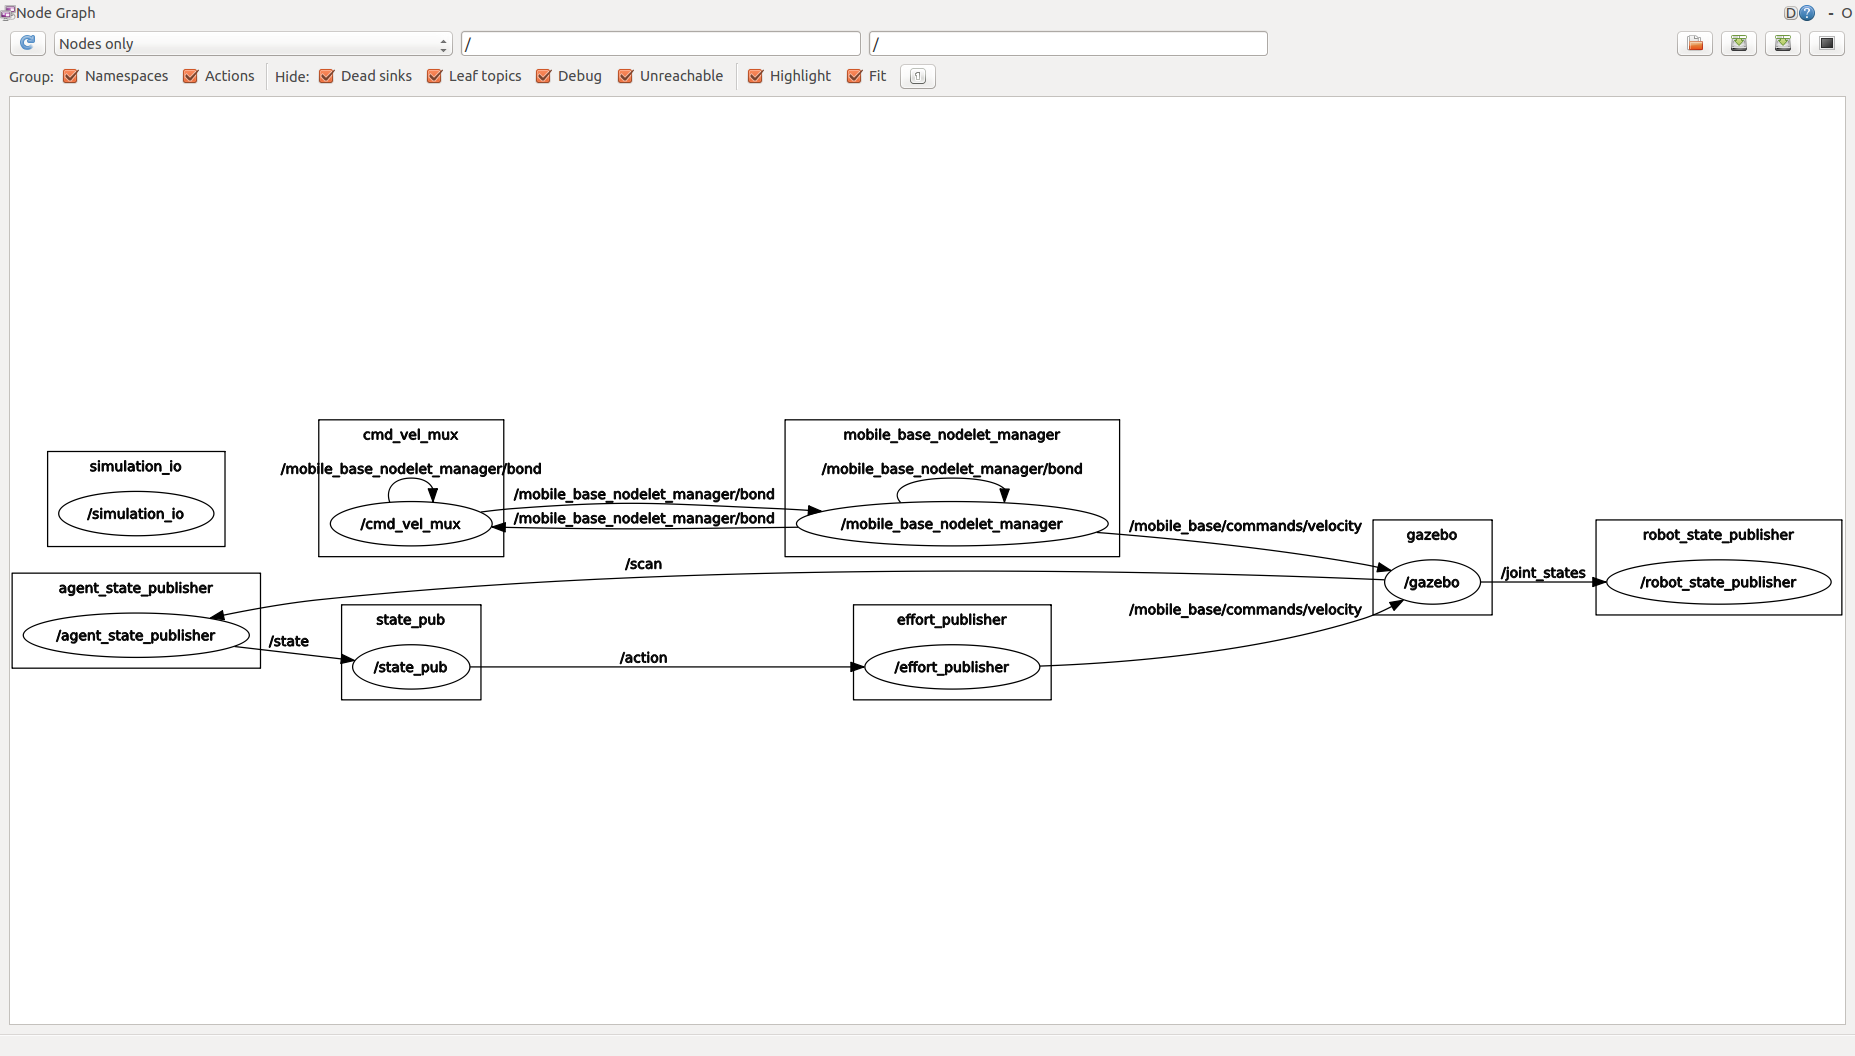 Node Graph
D ? - O
Nodes only
/
/
Group: Namespaces Actions Hide: Dead sinks Leaf topics Debug Unreachable Highlight Fit
simulation_io
/simulation_io
cmd_vel_mux
/mobile_base_nodelet_manager/bond
/cmd_vel_mux
/mobile_base_nodelet_manager/bond
/mobile_base_nodelet_manager/bond
mobile_base_nodelet_manager
/mobile_base_nodelet_manager/bond
/mobile_base_nodelet_manager
/mobile_base/commands/velocity
gazebo
/gazebo
/joint_states
robot_state_publisher
/robot_state_publisher
/scan
agent_state_publisher
/agent_state_publisher
/state
state_pub
/state_pub
/action
effort_publisher
/effort_publisher
/mobile_base/commands/velocity